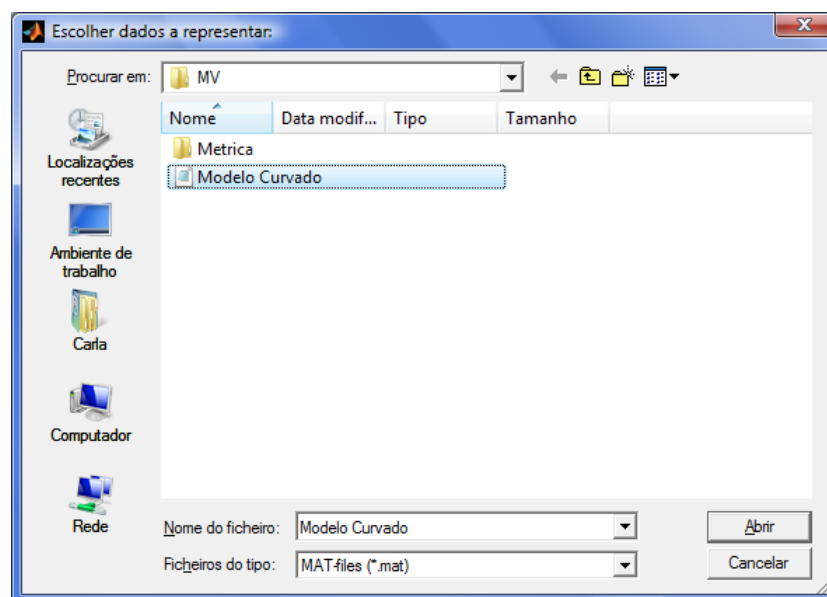 Escolher dados a representar:
Procurar em: MV
Nome Data modif... Tipo Tamanho
Metrica
Modelo Curvado
Localizações
recentes
Ambiente de
trabalho
Carla
Computador
Rede
Nome do ficheiro: Modelo Curvado Abrir
Ficheiros do tipo: MAT-files (*.mat) Cancelar